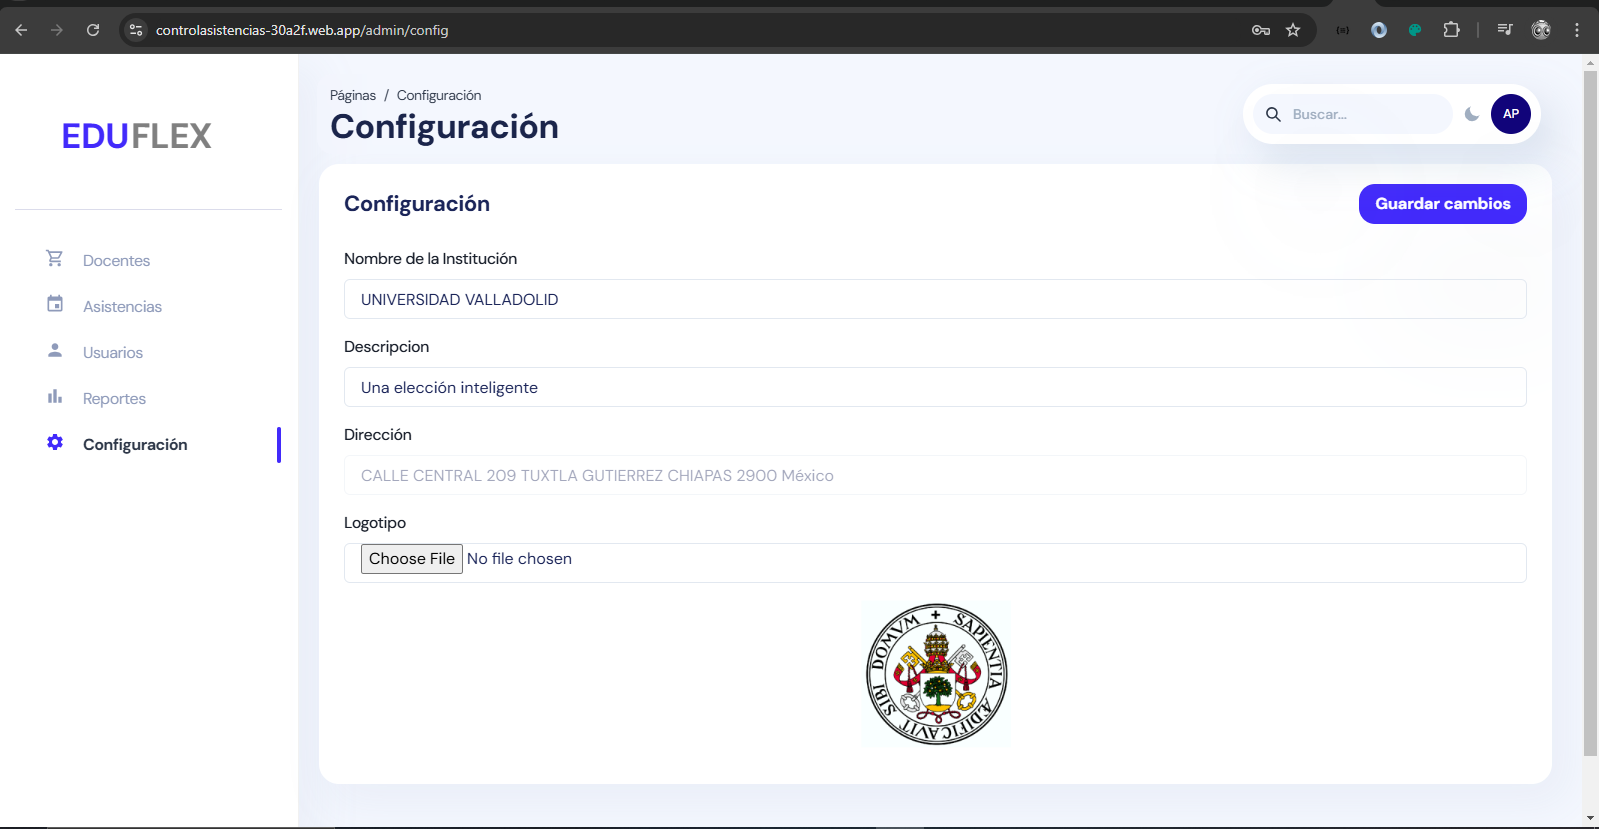 controlasistencias-30a2f.web.app/admin/config
EDUFLEX
Docentes
Asistencias
Usuarios
Reportes
Configuración
Páginas / Configuración
Configuración
Buscar...
AP
Configuración
Guardar cambios
Nombre de la Institución
UNIVERSIDAD VALLADOLID
Descripcion
Una elección inteligente
Dirección
CALLE CENTRAL 209 TUXTLA GUTIERREZ CHIAPAS 2900 México
Logotipo
Choose File No file chosen
SAPIENTIA ÆDIFICAVIT SIBI DOMVM